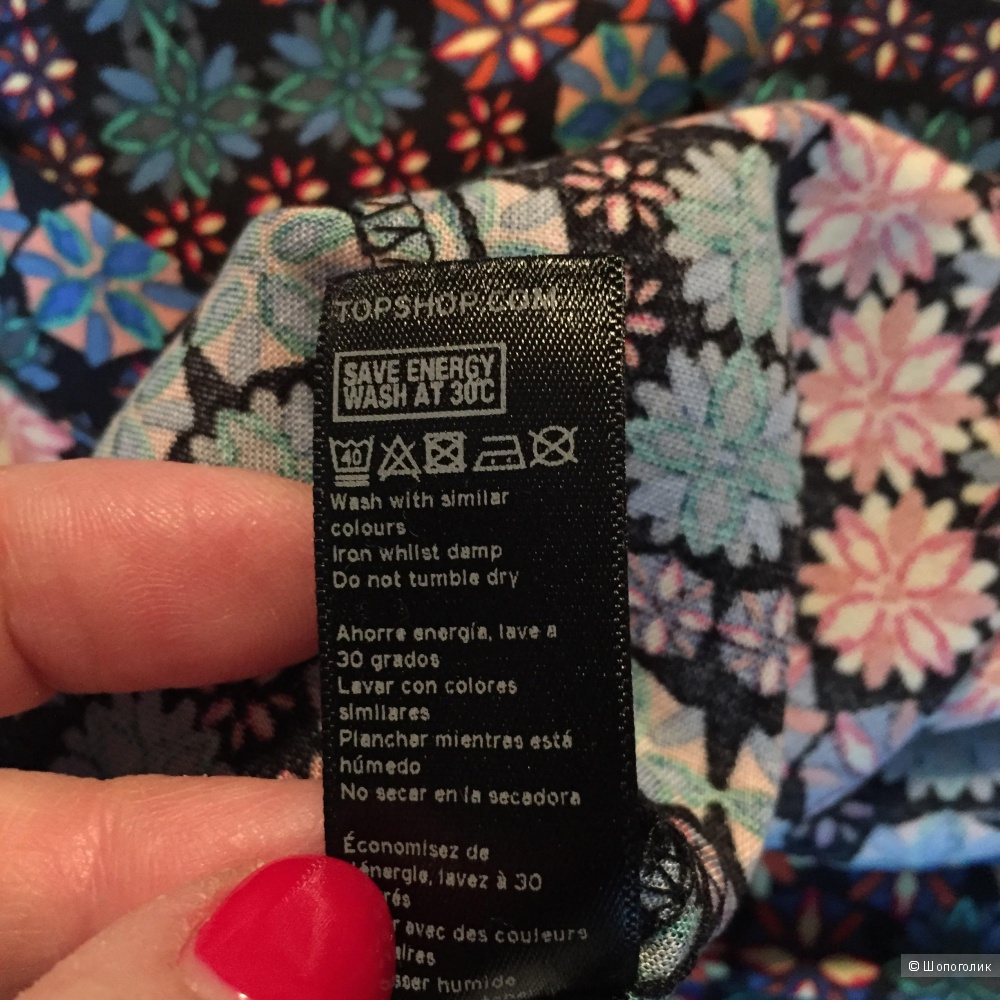 TOPSHOP.COM
SAVE ENERGY
WASH AT 30°C
40
Wash with similar
colours
Iron whilst damp
Do not tumble dry
Ahorre energía, lave a
30 grados
Lavar con colores
similares
Planchar mientras está
húmedo
No secar en la secadora
Économisez de
énergie, lavez à 30
avec des couleurs
humide
© Шопоголик